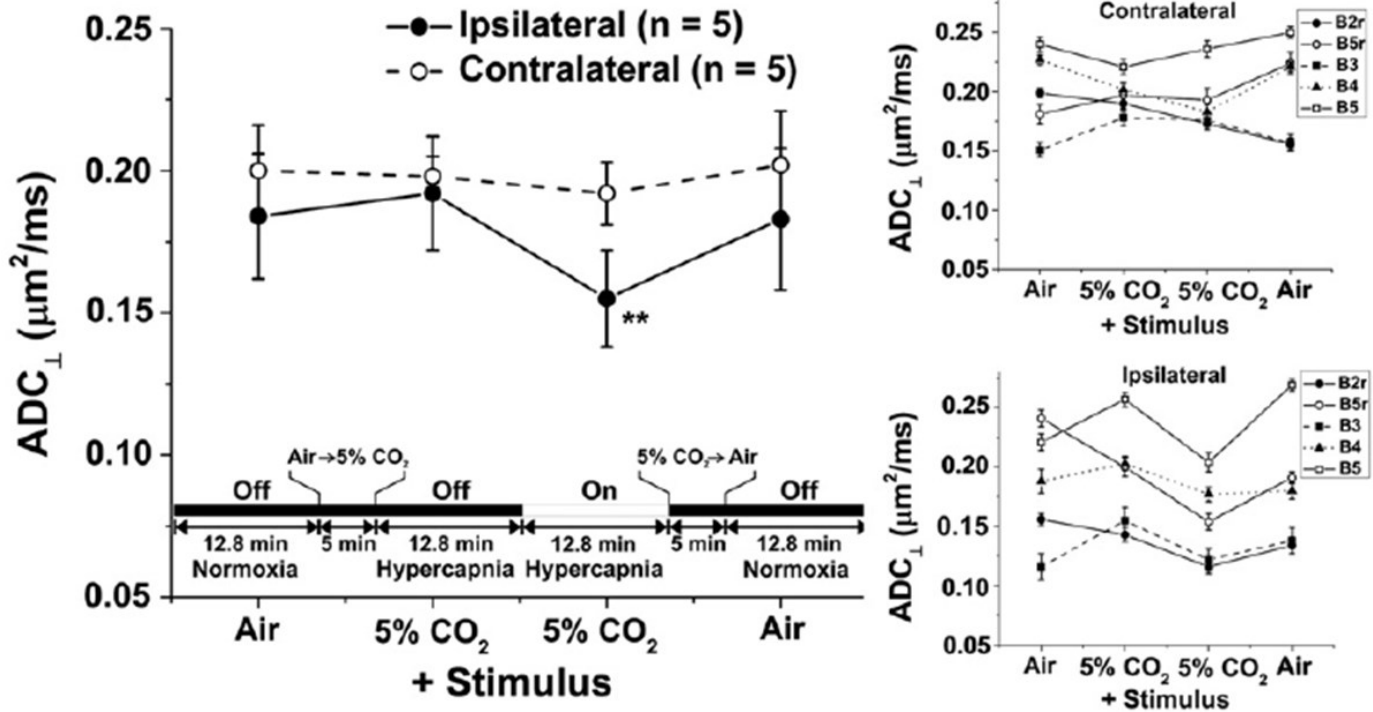 Ipsilateral (n = 5)
Contralateral (n = 5)
ADC⊥ (μm²/ms)
0.25
0.20
0.15
0.10
0.05
**
Air→5% CO₂
5% CO₂→Air
Off
Off
On
Off
12.8 min
5 min
12.8 min
12.8 min
5 min
12.8 min
Normoxia
Hypercapnia
Hypercapnia
Normoxia
Air
5% CO₂
5% CO₂
Air
+ Stimulus
Contralateral
B2r
B5r
B3
B4
B5
ADC⊥ (μm²/ms)
0.25
0.20
0.15
0.10
0.05
Air
5% CO₂
5% CO₂
Air
+ Stimulus
Ipsilateral
B2r
B5r
B3
B4
B5
ADC⊥ (μm²/ms)
0.25
0.20
0.15
0.10
0.05
Air
5% CO₂
5% CO₂
Air
+ Stimulus